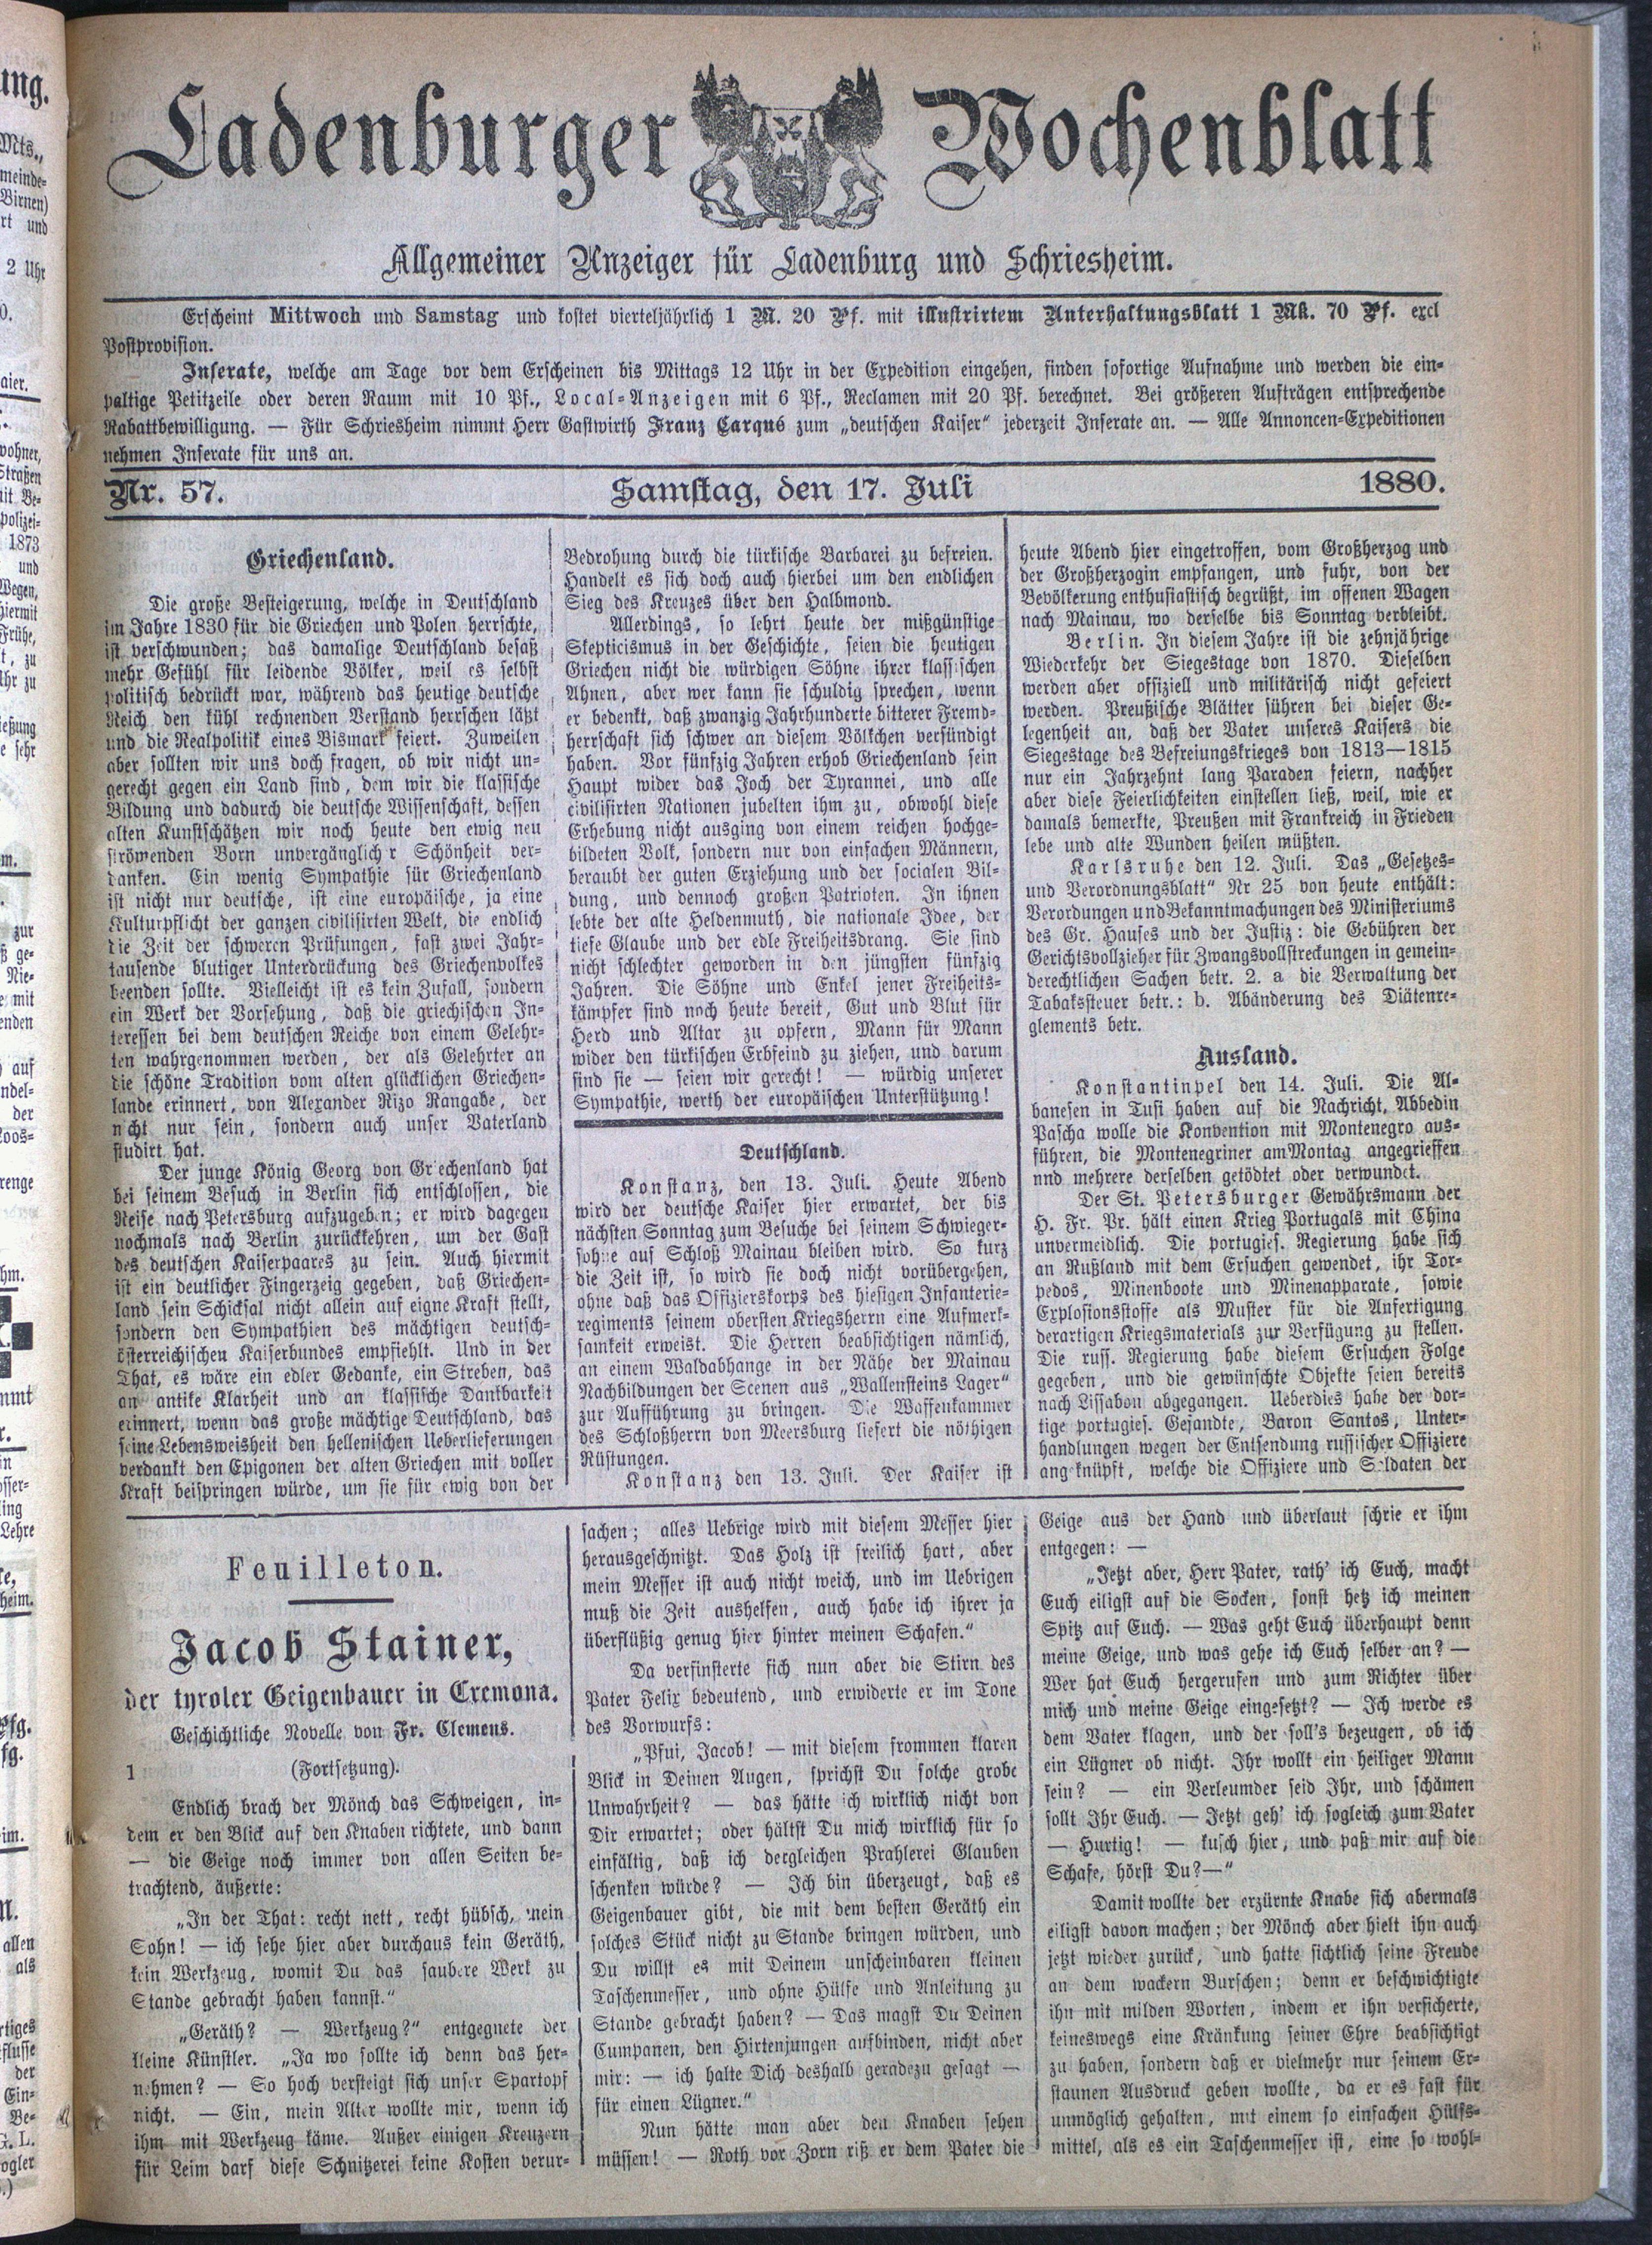 Ladenburger Wochenblatt
Allgemeiner Anzeiger für Ladenburg und Schriesheim.
Erscheint Mittwoch und Samstag und kostet vierteljährlich 1 M. 20 Pf. mit illustrirtem Unterhaltungsblatt 1 Mk. 70 Pf. excl
Postprovision.
Inserate, welche am Tage vor dem Erscheinen bis Mittags 12 Uhr in der Expedition eingehen, finden sofortige Aufnahme und werden die ein-
paltige Petitzeile oder deren Raum mit 10 Pf., Local-Anzeigen mit 6 Pf., Reclamen mit 20 Pf. berechnet. Bei größeren Aufträgen entsprechende
Rabattbewilligung. — Für Schriesheim nimmt Herr Gastwirth Franz Carqué zum „deutschen Kaiser“ jederzeit Inserate an. — Alle Annoncen-Expeditionen
nehmen Inserate für uns an.
Nr. 57. Samstag, den 17. Juli 1880.
Griechenland.
Die große Besteigerung, welche in Deutschland
im Jahre 1830 für die Griechen und Polen herrschte,
ist verschwunden; das damalige Deutschland besaß
mehr Gefühl für leidende Völker, weil es selbst
politisch bedrückt war, während das heutige deutsche
Reich den kühl rechnenden Verstand herrschen läßt
und die Realpolitik eines Bismark feiert. Zuweilen
aber sollten wir uns doch fragen, ob wir nicht un-
gerecht gegen ein Land sind, dem wir die klassische
Bildung und dadurch die deutsche Wissenschaft, dessen
alten Kunstschätzen wir noch heute den ewig neu
strömenden Born unvergänglich r Schönheit ver-
danken. Ein wenig Sympathie für Griechenland
ist nicht nur deutsche, ist eine europäische, ja eine
Kulturpflicht der ganzen civilisirten Welt, die endlich
die Zeit der schweren Prüfungen, fast zwei Jahr-
tausende blutiger Unterdrückung des Griechenvolkes
beenden sollte. Vielleicht ist es kein Zufall, sondern
ein Werk der Vorsehung, daß die griechischen In-
teressen bei dem deutschen Reiche von einem Gelehr-
ten wahrgenommen werden, der als Gelehrter an
die schöne Tradition vom alten glücklichen Griechen-
lande erinnert, von Alexander Rizo Rangabe, der
n cht nur sein, sondern auch unser Vaterland
studirt hat.
Der junge König Georg von Gr echenland hat
bei seinem Besuch in Berlin sich entschlossen, die
Reise nach Petersburg aufzugeben; er wird dagegen
nochmals nach Berlin zurückkehren, um der Gast
des deutschen Kaiserpaares zu sein. Auch hiermit
ist ein deutlicher Fingerzeig gegeben, daß Griechen-
land sein Schicksal nicht allein auf eigne Kraft stellt,
sondern den Sympathien des mächtigen deutsch-
österreichischen Kaiserbundes empfiehlt. Und in der
That, es wäre ein edler Gedanke, ein Streben, das
an antike Klarheit und an klassische Dankbarkeit
erinnert, wenn das große mächtige Deutschland, das
seine Lebensweisheit den hellenischen Ueberlieferungen
verdankt den Epigonen der alten Griechen mit voller
Kraft beispringen würde, um sie für ewig von der
Bedrohung durch die türkische Barbarei zu befreien.
Handelt es sich doch auch hierbei um den endlichen
Sieg des Kreuzes über den Halbmond.
Allerdings, so lehrt heute der mißgünstige
Skepticismus in der Geschichte, seien die heutigen
Griechen nicht die würdigen Söhne ihrer klassischen
Ahnen, aber wer kann sie schuldig sprechen, wenn
er bedenkt, daß zwanzig Jahrhunderte bitterer Fremd-
herrschaft sich schwer an diesem Völkchen versündigt
haben. Vor fünfzig Jahren erhob Griechenland sein
Haupt wider das Joch der Tyrannei, und alle
civilisirten Nationen jubelten ihm zu, obwohl diese
Erhebung nicht ausging von einem reichen hochge-
bildeten Volk, sondern nur von einfachen Männern,
beraubt der guten Erziehung und der socialen Bil-
dung, und dennoch großen Patrioten. In ihnen
lebte der alte Heldenmuth, die nationale Idee, der
tiefe Glaube und der edle Freiheitsdrang. Sie sind
nicht schlechter geworden in den jüngsten fünfzig
Jahren. Die Söhne und Enkel jener Freiheits-
kämpfer sind noch heute bereit, Gut und Blut für
Herd und Altar zu opfern, Mann für Mann
wider den türkischen Erbfeind zu ziehen, und darum
sind sie — seien wir gerecht! — würdig unserer
Sympathie, werth der europäischen Unterstützung!
Deutschland.
Konstanz, den 13. Juli. Heute Abend
wird der deutsche Kaiser hier erwartet, der bis
nächsten Sonntag zum Besuche bei seinem Schwieger-
sohne auf Schloß Mainau bleiben wird. So kurz
die Zeit ist, so wird sie doch nicht vorübergehen,
ohne daß das Offizierskorps des hiesigen Infanterie-
regiments seinem obersten Kriegsherrn eine Aufmerk-
samkeit erweist. Die Herren beabsichtigen nämlich,
an einem Waldabhange in der Nähe der Mainau
Nachbildungen der Scenen aus „Wallensteins Lager“
zur Aufführung zu bringen. Die Waffenkammer
des Schloßherrn von Meersburg liefert die nöthigen
Rüstungen.
Konstanz den 13. Juli. Der Kaiser ist
heute Abend hier eingetroffen, vom Großherzog und
der Großherzogin empfangen, und fuhr, von der
Bevölkerung enthusiastisch begrüßt, im offenen Wagen
nach Mainau, wo derselbe bis Sonntag verbleibt.
Berlin. In diesem Jahre ist die zehnjährige
Wiederkehr der Siegestage von 1870. Dieselben
werden aber offiziell und militärisch nicht gefeiert
werden. Preußische Blätter führen bei dieser Ge-
legenheit an, daß der Vater unseres Kaisers die
Siegestage des Befreiungskrieges von 1813—1815
nur ein Jahrzehnt lang Paraden feiern, nachher
aber diese Feierlichkeiten einstellen ließ, weil, wie er
damals bemerkte, Preußen mit Frankreich in Frieden
lebe und alte Wunden heilen müßten.
Karlsruhe den 12. Juli. Das „Gesetzes-
und Verordnungsblatt“ Nr 25 von heute enthält:
Verordungen und Bekanntmachungen des Ministeriums
des Gr. Hauses und der Justiz: die Gebühren der
Gerichtsvollzieher für Zwangsvollstreckungen in gemein-
derechtlichen Sachen betr. 2. a die Verwaltung der
Tabakssteuer betr.: b. Abänderung des Diätenre-
glements betr.
Ausland.
Konstantinpel den 14. Juli. Die Al-
banesen in Tusi haben auf die Nachricht, Abbedin
Pascha wolle die Konvention mit Montenegro aus-
führen, die Montenegriner am Montag angegrieffen
nnd mehrere derselben getödtet oder verwundet.
Der St. Petersburger Gewährsmann der
H. Fr. Pr. hält einen Krieg Portugals mit China
unvermeidlich. Die portugies. Regierung habe sich
an Rußland mit dem Ersuchen gewendet, ihr Tor-
pedos, Minenboote und Minenapparate, sowie
Explosionsstoffe als Muster für die Anfertigung
derartigen Kriegsmaterials zur Verfügung zu stellen.
Die russ. Regierung habe diesem Ersuchen Folge
gegeben, und die gewünschte Objekte seien bereits
nach Lissabon abgegangen. Ueberdies habe der dor-
tige portugies. Gesandte, Baron Santos, Unter-
handlungen wegen der Entsendung russischer Offiziere
ang knüpft, welche die Offiziere und Soldaten der
Feuilleton.
Jacob Stainer,
der tyroler Geigenbauer in Cremona.
Geschichtliche Novelle von Fr. Clemens.
1 (Fortsetzung).
Endlich brach der Mönch das Schweigen, in-
dem er den Blick auf den Knaben richtete, und dann
— die Geige noch immer von allen Seiten be-
trachtend, äußerte:
„In der That: recht nett, recht hübsch, mein
Sohn! — ich sehe hier aber durchaus kein Geräth,
kein Werkzeug, womit Du das saubere Werk zu
Stande gebracht haben kannst.“
„Geräth? — Werkzeug?“ entgegnete der
kleine Künstler. „Ja wo sollte ich denn das her-
nehmen? — So hoch versteigt sich unser Spartopf
nicht. — Ein, mein Alter wollte mir, wenn ich
ihm mit Werkzeug käme. Außer einigen Kreuzern
für Leim darf diese Schnitzerei keine Kosten verur-
sachen; alles Uebrige wird mit diesem Messer hier
herausgeschnitzt. Das Holz ist freilich hart, aber
mein Messer ist auch nicht weich, und im Uebrigen
muß die Zeit aushelfen, auch habe ich ihrer ja
überflüßig genug hier hinter meinen Schafen.“
Da verfinsterte sich nun aber die Stirn des
Pater Felix bedeutend, und erwiderte er im Tone
des Vorwurfs:
„Pfui, Jacob! — mit diesem frommen klaren
Blick in Deinen Augen, sprichst Du solche grobe
Unwahrheit? — das hätte ich wirklich nicht von
Dir erwartet; oder hältst Du mich wirklich für so
einfältig, daß ich dergleichen Prahlerei Glauben
schenken würde? — Ich bin überzeugt, daß es
Geigenbauer gibt, die mit dem besten Geräth ein
solches Stück nicht zu Stande bringen würden, und
Du willst es mit Deinem unscheinbaren kleinen
Taschenmesser, und ohne Hülfe und Anleitung zu
Stande gebracht haben? — Das magst Du Deinen
Cumpanen, den Hirtenjungen aufbinden, nicht aber
mir: — ich halte Dich deshalb geradezu gesagt —
für einen Lügner.“
Nun hätte man aber den Knaben sehen
müssen! — Roth vor Zorn riß er dem Pater die
Geige aus der Hand und überlaut schrie er ihm
entgegen: —
„Jetzt aber, Herr Pater, rath' ich Euch, macht
Euch eiligst auf die Socken, sonst hetz ich meinen
Spitz auf Euch. — Was geht Euch überhaupt denn
meine Geige, und was gehe ich Euch selber an? —
Wer hat Euch hergerufen und zum Richter über
mich und meine Geige eingesetzt? — Ich werde es
dem Vater klagen, und der soll's bezeugen, ob ich
ein Lügner ob nicht. Ihr wollt ein heiliger Mann
sein? — ein Verleumder seid Ihr, und schämen
sollt Ihr Euch. — Jetzt geh' ich sogleich zum Vater
— Hurtig! — kusch hier, und paß mir auf die
Schafe, hörst Du?—“
Damit wollte der erzürnte Knabe sich abermals
eiligst davon machen; der Mönch aber hielt ihn auch
jetzt wieder zurück, und hatte sichtlich seine Freude
an dem wackern Burschen; denn er beschwichtigte
ihn mit milden Worten, indem er ihn versicherte,
keineswegs eine Kränkung seiner Ehre beabsichtigt
zu haben, sondern daß er vielmehr nur seinem Er-
staunen Ausdruck geben wollte, da er es fast für
unmöglich gehalten, mit einem so einfachen Hülfs-
mittel, als es ein Taschenmesser ist, eine so wohl-